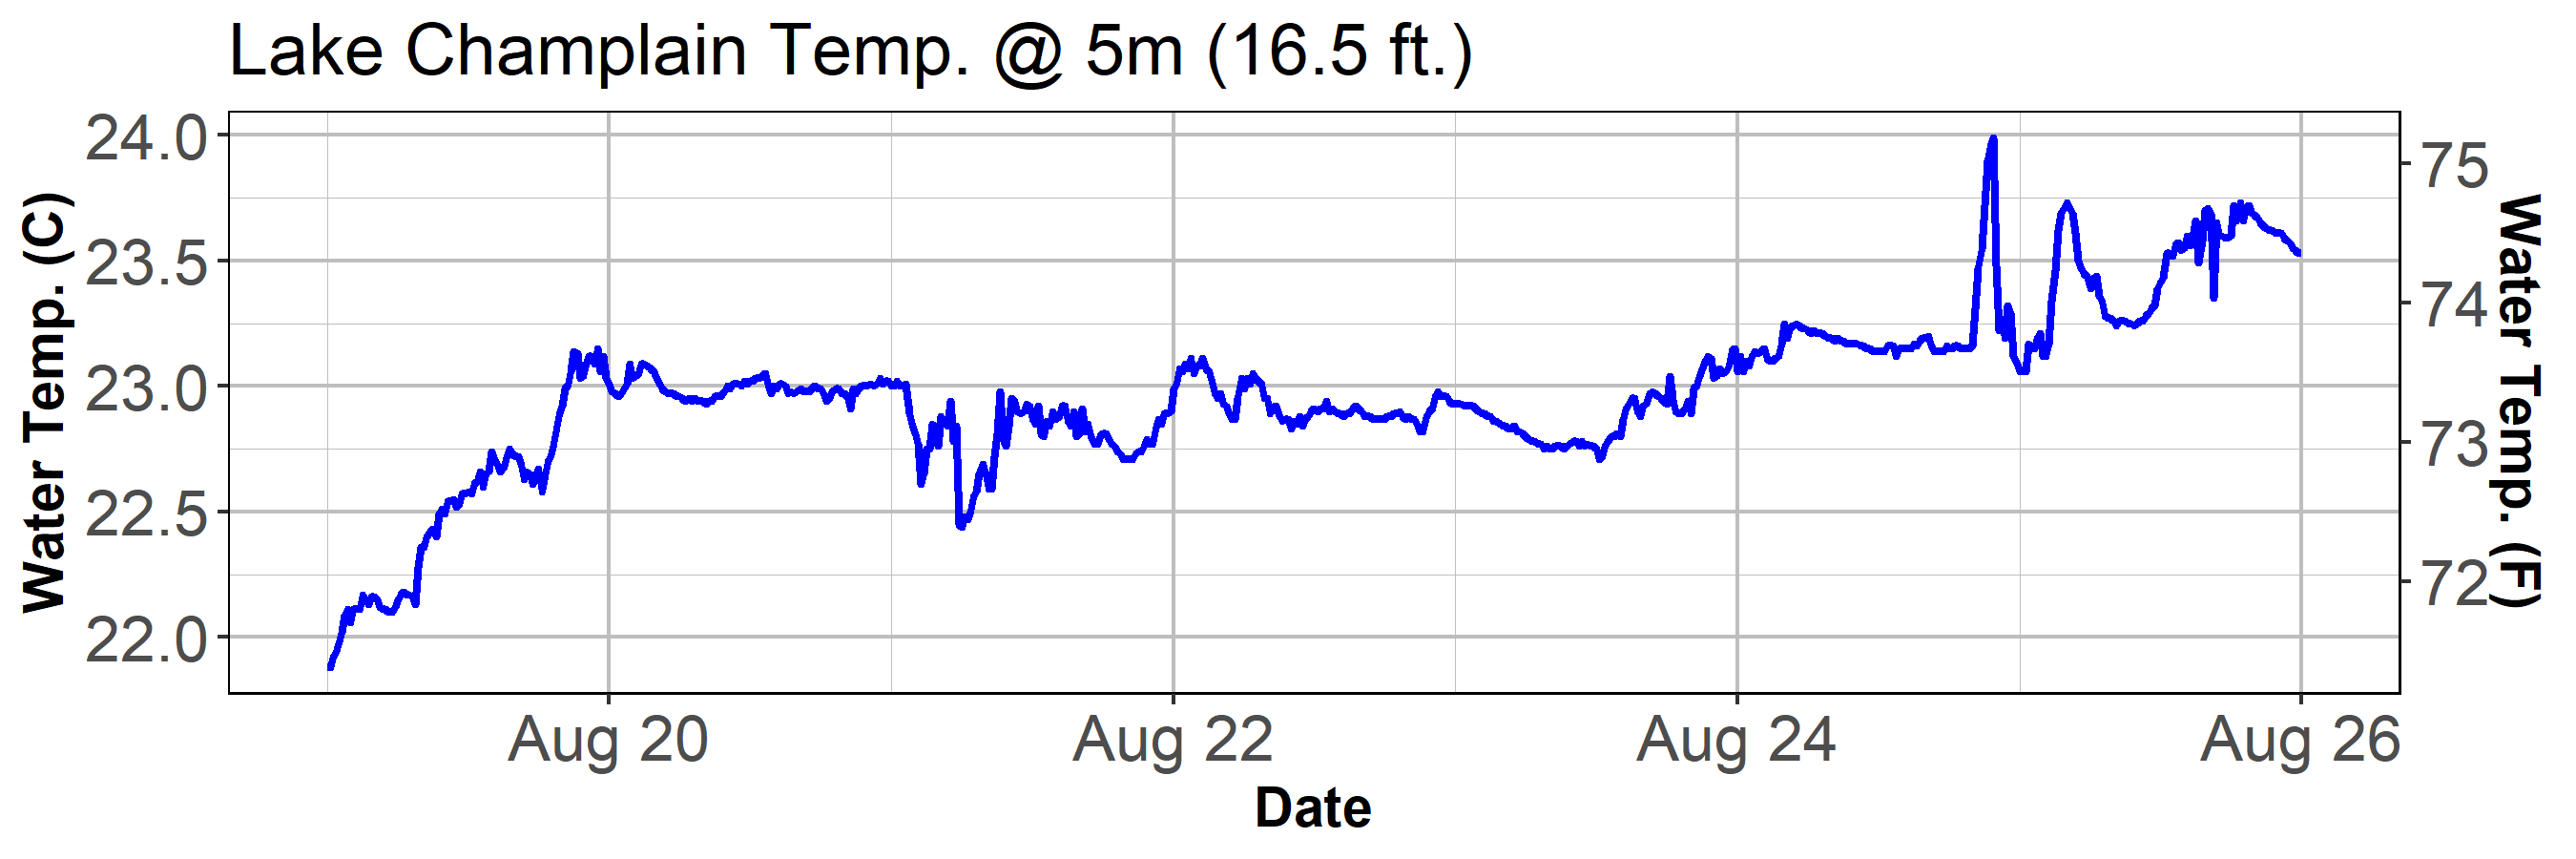 Lake Champlain Temp. @ 5m (16.5 ft.)
Water Temp. (C)
24.0
23.5
23.0
22.5
22.0
75
74
73
72
Water Temp. (F)
Aug 20 Aug 22 Aug 24 Aug 26
Date